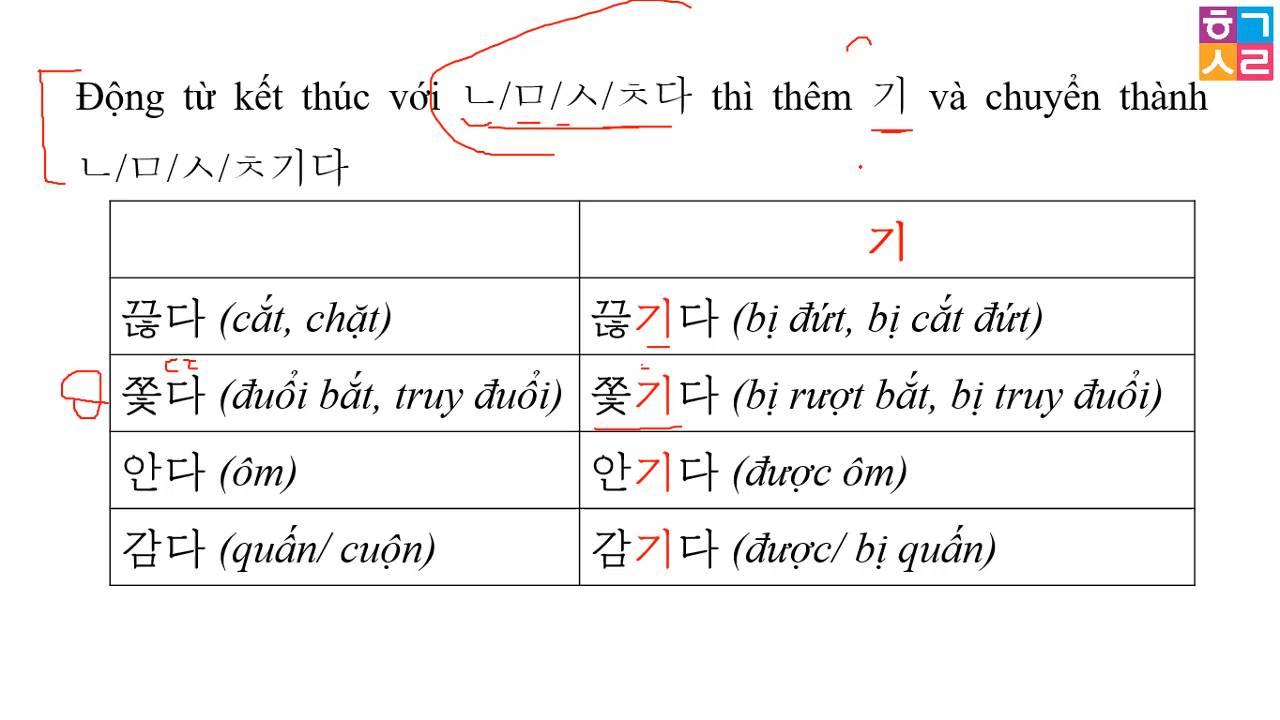 한ㄱ
ㅅㄹ
Động từ kết thúc với ㄴ/ㅁ/ㅅ/ㅊ다 thì thêm 기 và chuyển thành
ㄴ/ㅁ/ㅅ/ㅊ기다
기
끊다 (cắt, chặt) 끊기다 (bị đứt, bị cắt đứt)
ㄷㄷ
쫓다 (đuổi bắt, truy đuổi) 쫓기다 (bị rượt bắt, bị truy đuổi)
안다 (ôm) 안기다 (được ôm)
감다 (quấn/ cuộn) 감기다 (được/ bị quấn)